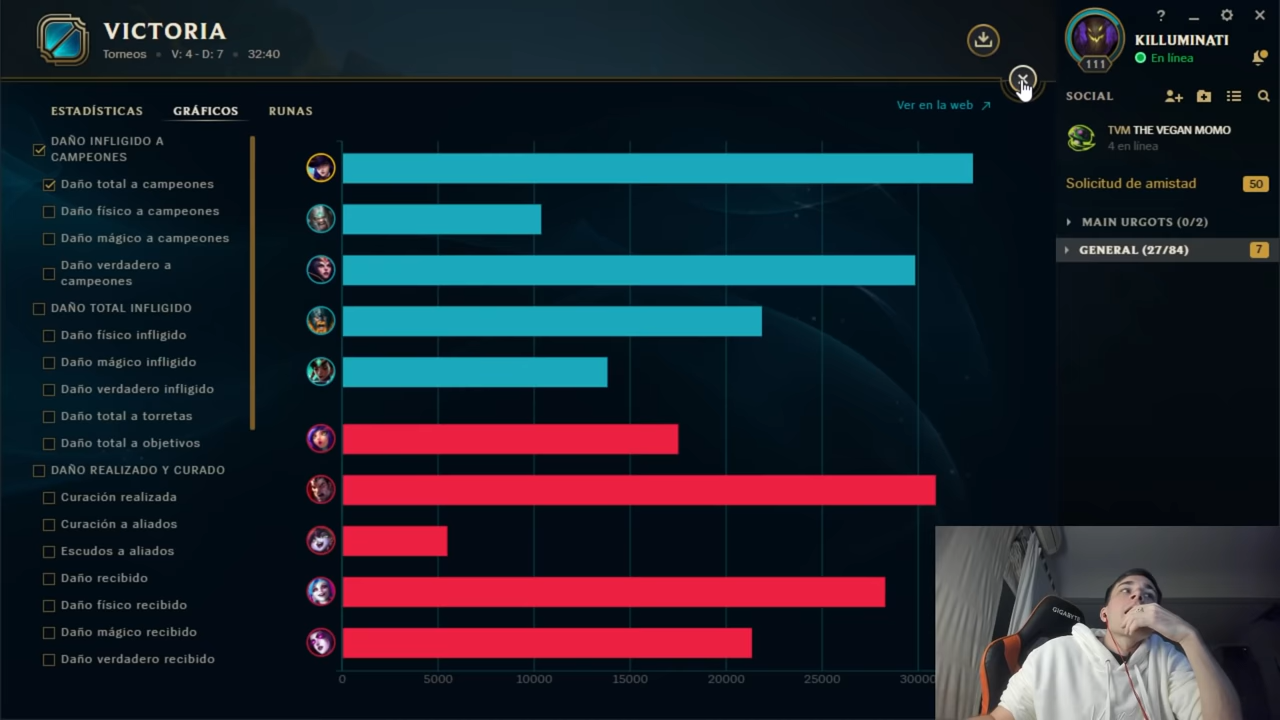 VICTORIA
Torneos • V: 4 - D: 7 • 32:40
ESTADÍSTICAS
GRÁFICOS
RUNAS
Ver en la web
DAÑO INFLIGIDO A
CAMPEONES
Daño total a campeones
Daño físico a campeones
Daño mágico a campeones
Daño verdadero a
campeones
DAÑO TOTAL INFLIGIDO
Daño físico infligido
Daño mágico infligido
Daño verdadero infligido
Daño total a torretas
Daño total a objetivos
DAÑO REALIZADO Y CURADO
Curación realizada
Curación a aliados
Escudos a aliados
Daño recibido
Daño físico recibido
Daño mágico recibido
Daño verdadero recibido
0
5000
10000
15000
20000
25000
30000
?
KILLUMINATI
En línea
111
SOCIAL
TVM THE VEGAN MOMO
4 en línea
Solicitud de amistad
50
MAIN URGOTS (0/2)
GENERAL (27/84)
7
GIGABYTE